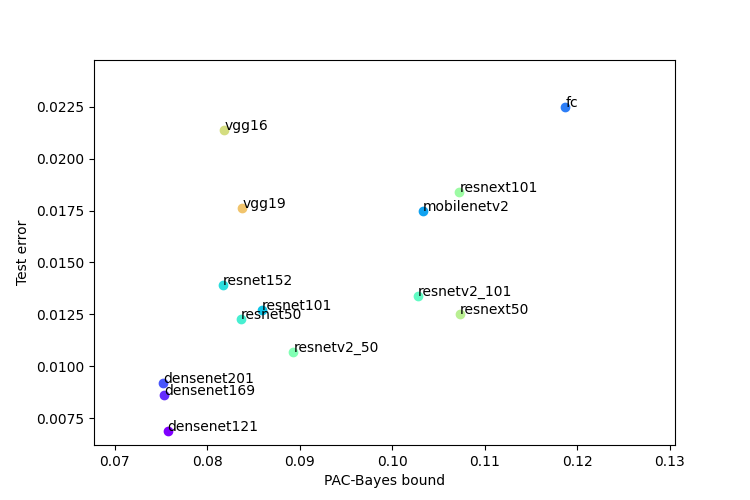 0.0225
0.0200
0.0175
0.0150
0.0125
0.0100
0.0075
Test error
fc
vgg16
resnext101
mobilenetv2
vgg19
resnet152
resnetv2_101
resnet101
resnext50
resnet50
resnetv2_50
densenet201
densenet169
densenet121
0.07 0.08 0.09 0.10 0.11 0.12 0.13
PAC-Bayes bound